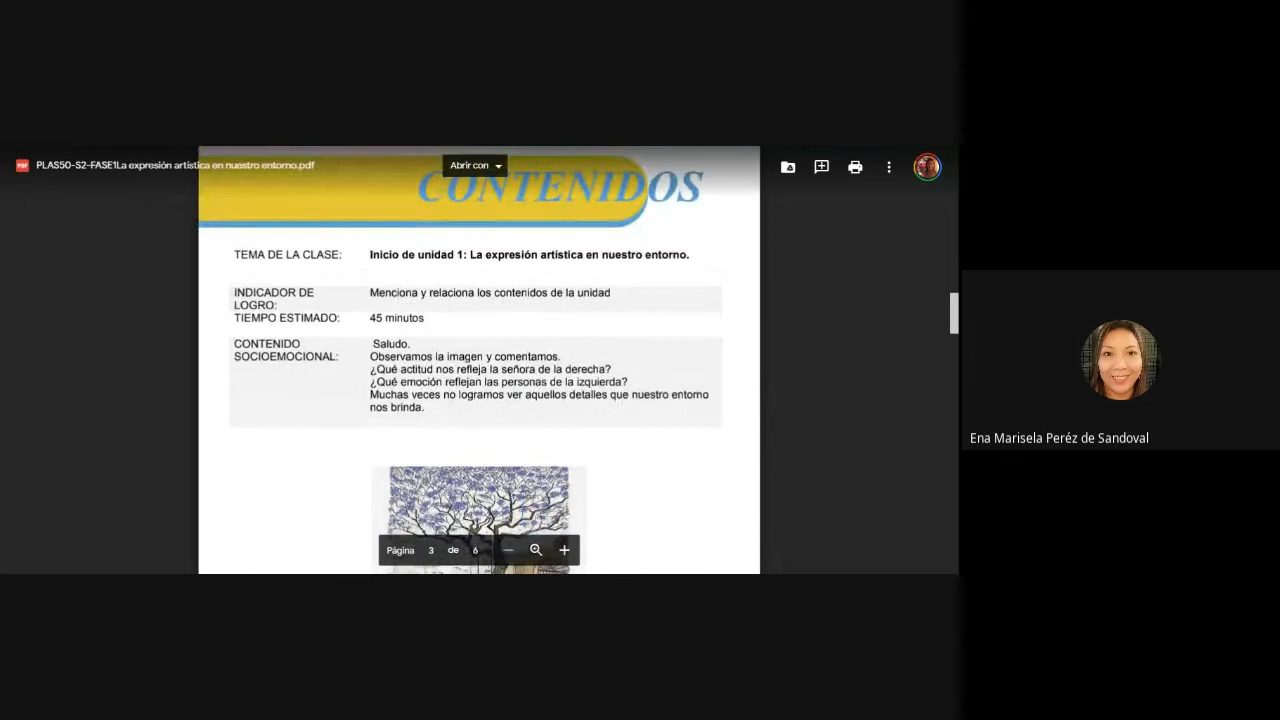 PLAS50-S2-FASE1La expresión artística en nuestro entorno.pdf
Abrir con
CONTENIDOS
TEMA DE LA CLASE: Inicio de unidad 1: La expresión artística en nuestro entorno.
INDICADOR DE LOGRO: Menciona y relaciona los contenidos de la unidad
TIEMPO ESTIMADO: 45 minutos
CONTENIDO SOCIOEMOCIONAL: Saludo.
Observamos la imagen y comentamos.
¿Qué actitud nos refleja la señora de la derecha?
¿Qué emoción reflejan las personas de la izquierda?
Muchas veces no logramos ver aquellos detalles que nuestro entorno
nos brinda.
Página 3 de 6
Ena Marisela Peréz de Sandoval